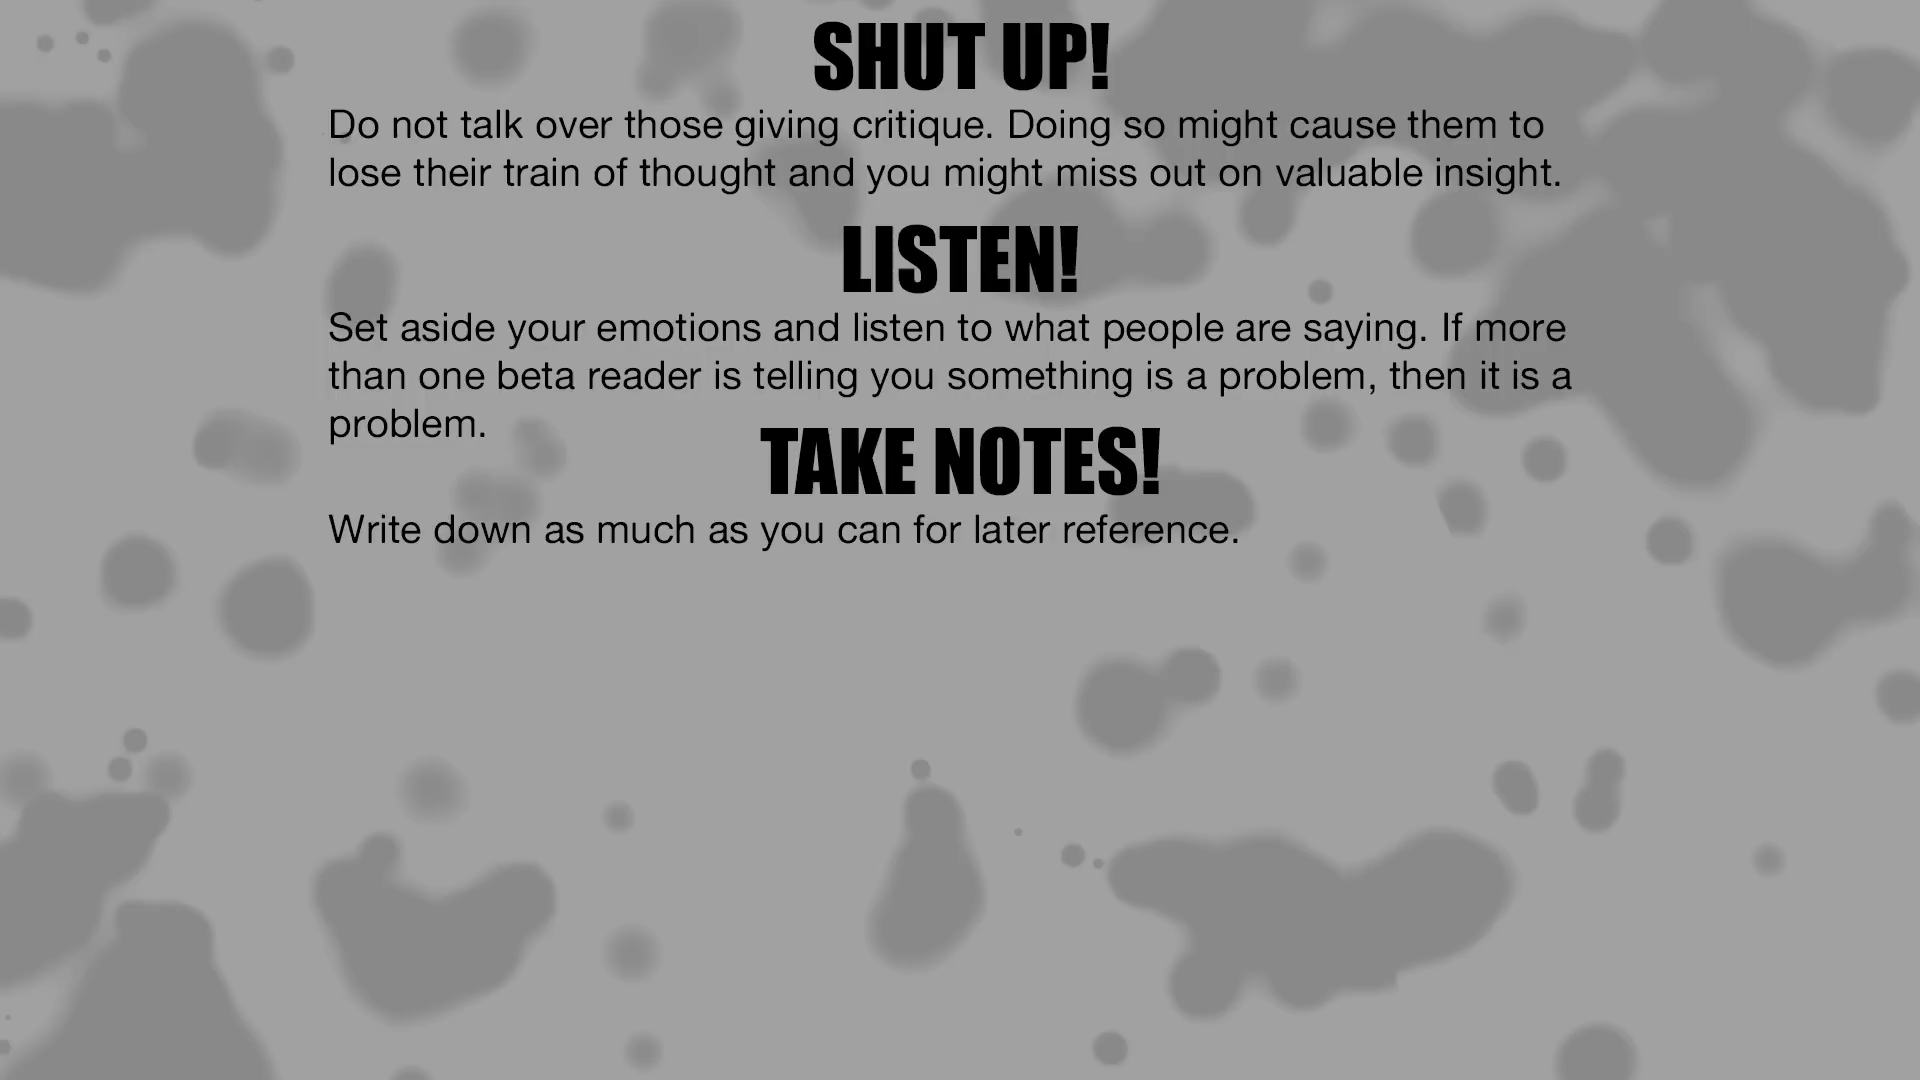 SHUT UP!
Do not talk over those giving critique. Doing so might cause them to
lose their train of thought and you might miss out on valuable insight.
LISTEN!
Set aside your emotions and listen to what people are saying. If more
than one beta reader is telling you something is a problem, then it is a
problem.
TAKE NOTES!
Write down as much as you can for later reference.